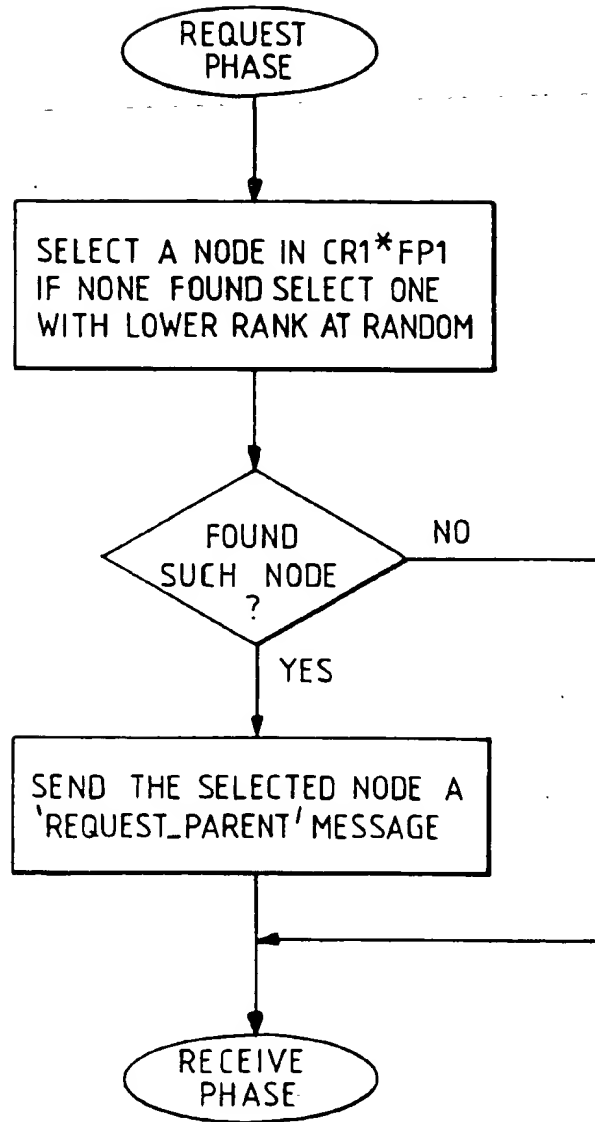 REQUEST
PHASE
SELECT A NODE IN CR1*FP1
IF NONE FOUND SELECT ONE
WITH LOWER RANK AT RANDOM
FOUND
SUCH NODE
?
NO
YES
SEND THE SELECTED NODE A
'REQUEST_PARENT' MESSAGE
RECEIVE
PHASE